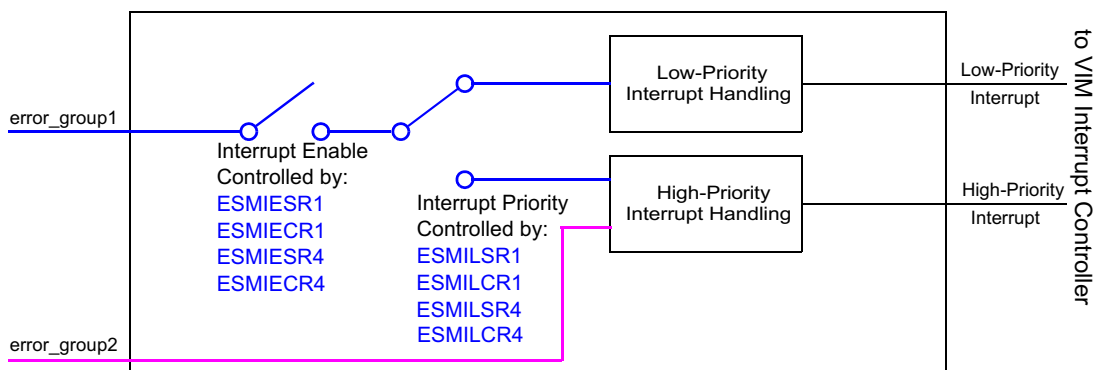 error_group1
Interrupt Enable
Controlled by:
ESMIESR1
ESMIECR1
ESMIESR4
ESMIECR4
Interrupt Priority
Controlled by:
ESMILSR1
ESMILCR1
ESMILSR4
ESMILCR4
Low-Priority
Interrupt Handling
High-Priority
Interrupt Handling
Low-Priority
Interrupt
High-Priority
Interrupt
to VIM Interrupt Controller
error_group2